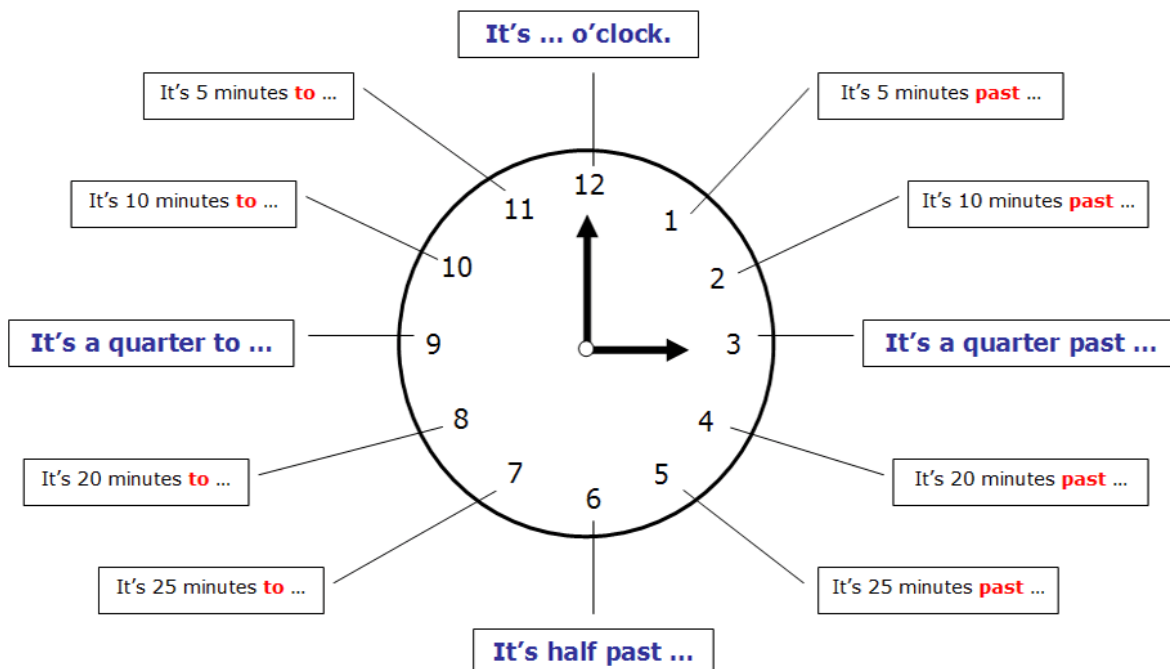 It’s ... o’clock.
It’s 5 minutes to ...
It’s 5 minutes past ...
12
11
1
It’s 10 minutes to ...
It’s 10 minutes past ...
10
2
It’s a quarter to ...
9
3
It’s a quarter past ...
8
4
It’s 20 minutes to ...
It’s 20 minutes past ...
7
5
6
It’s 25 minutes to ...
It’s 25 minutes past ...
It’s half past ...